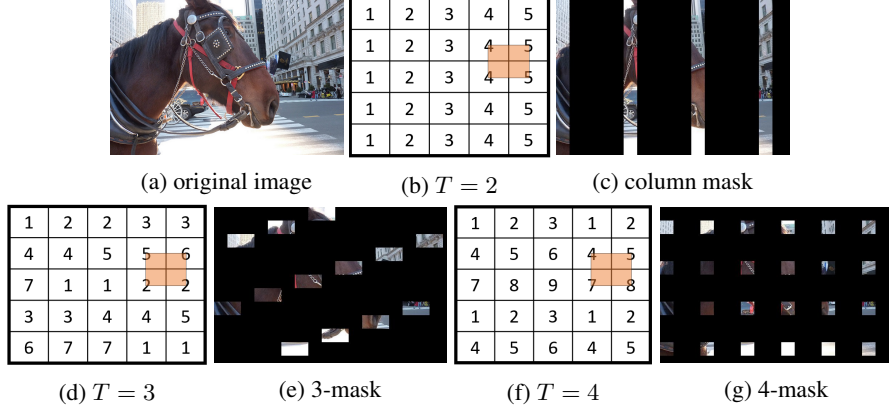 1 2 3 4 5
1 2 3 4 5
1 2 3 4 5
1 2 3 4 5
1 2 3 4 5
(a) original image
(b) T = 2
(c) column mask
1 2 2 3 3
4 4 5 5 6
7 1 1 2 2
3 3 4 4 5
6 7 7 1 1
1 2 3 1 2
4 5 6 4 5
7 8 9 7 8
1 2 3 1 2
4 5 6 4 5
(d) T = 3
(e) 3-mask
(f) T = 4
(g) 4-mask